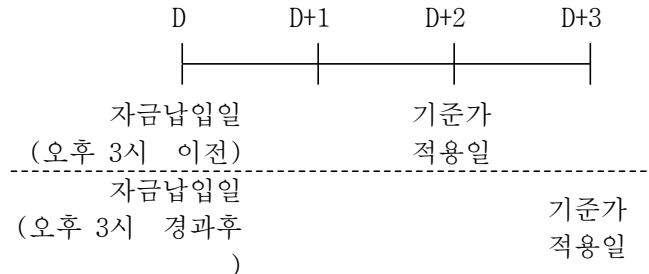 D D+1 D+2 D+3
자금납입일 기준가
(오후 3시 이전) 적용일
자금납입일 기준가
(오후 3시 경과후 적용일
)